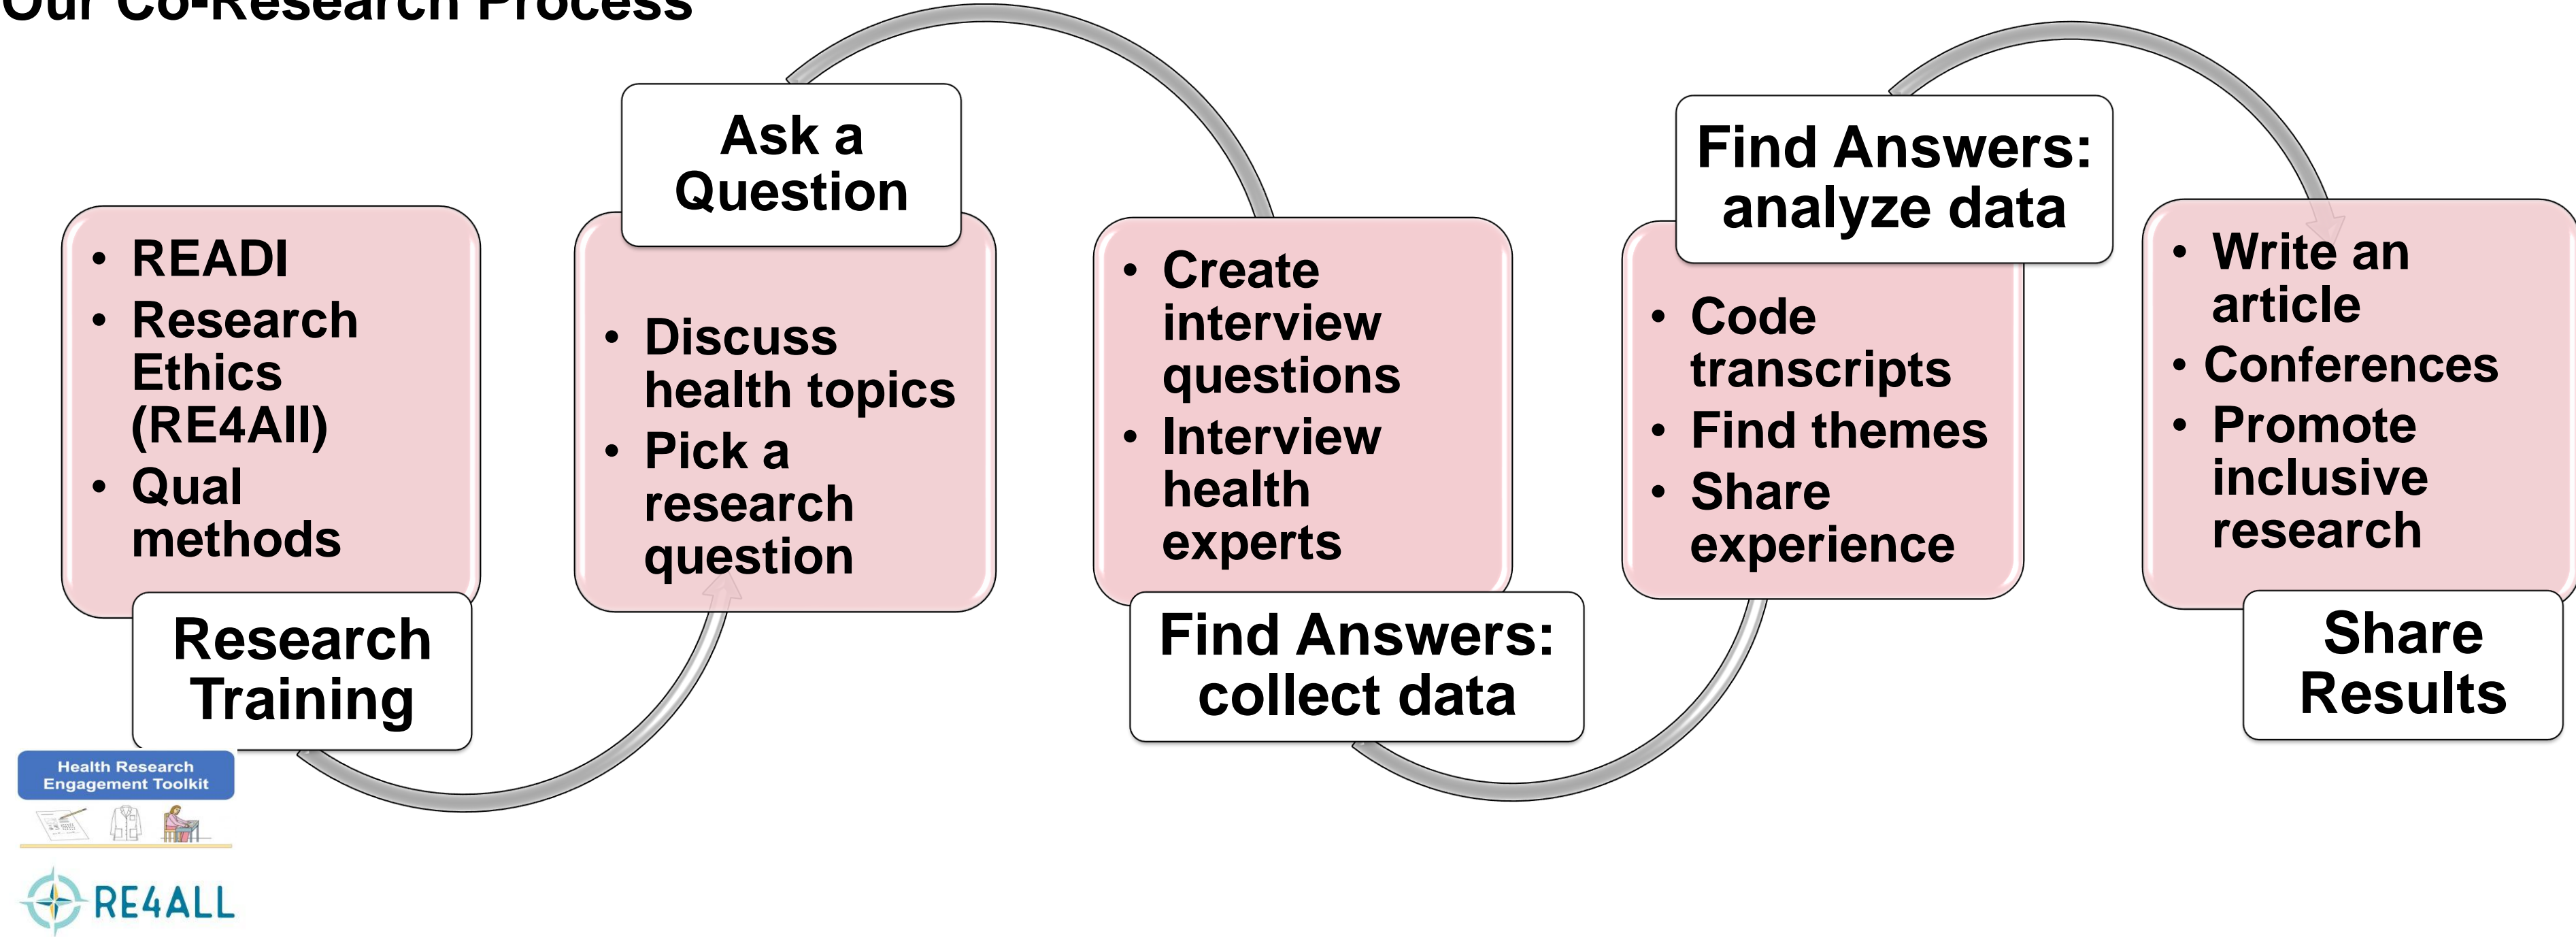 Our Co-Research Process
• READI
• Research
Ethics
(RE4All)
• Qual
methods
Research
Training
Ask a
Question
• Discuss
health topics
• Pick a
research
question
• Create
interview
questions
• Interview
health
experts
Find Answers:
collect data
Find Answers:
analyze data
• Code
transcripts
• Find themes
• Share
experience
• Write an
article
• Conferences
• Promote
inclusive
research
Share
Results
Health Research
Engagement Toolkit
RE4ALL